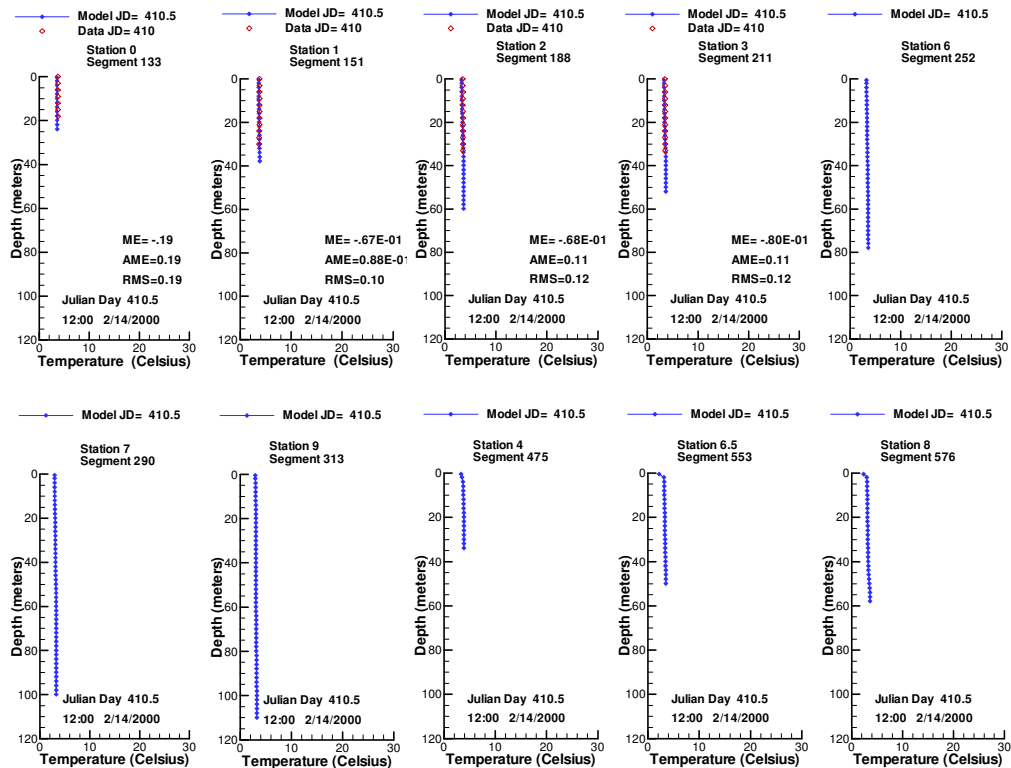 Model JD= 410.5
Data JD= 410
Station 0
Segment 133
0
20
40
60
80
100
120
Depth (meters)
ME= -.19
AME=0.19
RMS=0.19
Julian Day 410.5
12:00 2/14/2000
0 10 20 30
Temperature (Celsius)
Model JD= 410.5
Data JD= 410
Station 1
Segment 151
0
20
40
60
80
100
120
Depth (meters)
ME= -.67E-01
AME=0.88E-01
RMS=0.10
Julian Day 410.5
12:00 2/14/2000
0 10 20 30
Temperature (Celsius)
Model JD= 410.5
Data JD= 410
Station 2
Segment 188
0
20
40
60
80
100
120
Depth (meters)
ME= -.68E-01
AME=0.11
RMS=0.12
Julian Day 410.5
12:00 2/14/2000
0 10 20 30
Temperature (Celsius)
Model JD= 410.5
Data JD= 410
Station 3
Segment 211
0
20
40
60
80
100
120
Depth (meters)
ME= -.80E-01
AME=0.11
RMS=0.12
Julian Day 410.5
12:00 2/14/2000
0 10 20 30
Temperature (Celsius)
Model JD= 410.5
Station 6
Segment 252
0
20
40
60
80
100
120
Depth (meters)
0 10 20 30
Temperature (Celsius)
Model JD= 410.5
Station 7
Segment 290
0
20
40
60
80
100
120
Depth (meters)
Julian Day 410.5
12:00 2/14/2000
0 10 20 30
Temperature (Celsius)
Model JD= 410.5
Station 9
Segment 313
0
20
40
60
80
100
120
Depth (meters)
Julian Day 410.5
12:00 2/14/2000
0 10 20 30
Temperature (Celsius)
Model JD= 410.5
Station 4
Segment 475
0
20
40
60
80
100
120
Depth (meters)
Julian Day 410.5
12:00 2/14/2000
0 10 20 30
Temperature (Celsius)
Model JD= 410.5
Station 6.5
Segment 553
0
20
40
60
80
100
120
Depth (meters)
Julian Day 410.5
12:00 2/14/2000
0 10 20 30
Temperature (Celsius)
Model JD= 410.5
Station 8
Segment 576
0
20
40
60
80
100
120
Depth (meters)
0 10 20 30
Temperature (Celsius)